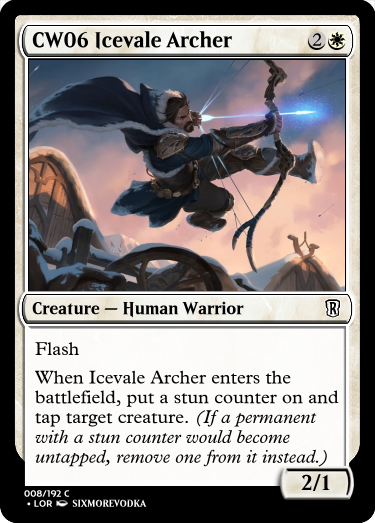 CW06 Icevale Archer 2
Creature — Human Warrior R
Flash
When Icevale Archer enters the
battlefield, put a stun counter on and
tap target creature. (If a permanent
with a stun counter would become
untapped, remove one from it instead.)
2/1
008/192 C
• LOR SIXMOREVODKA